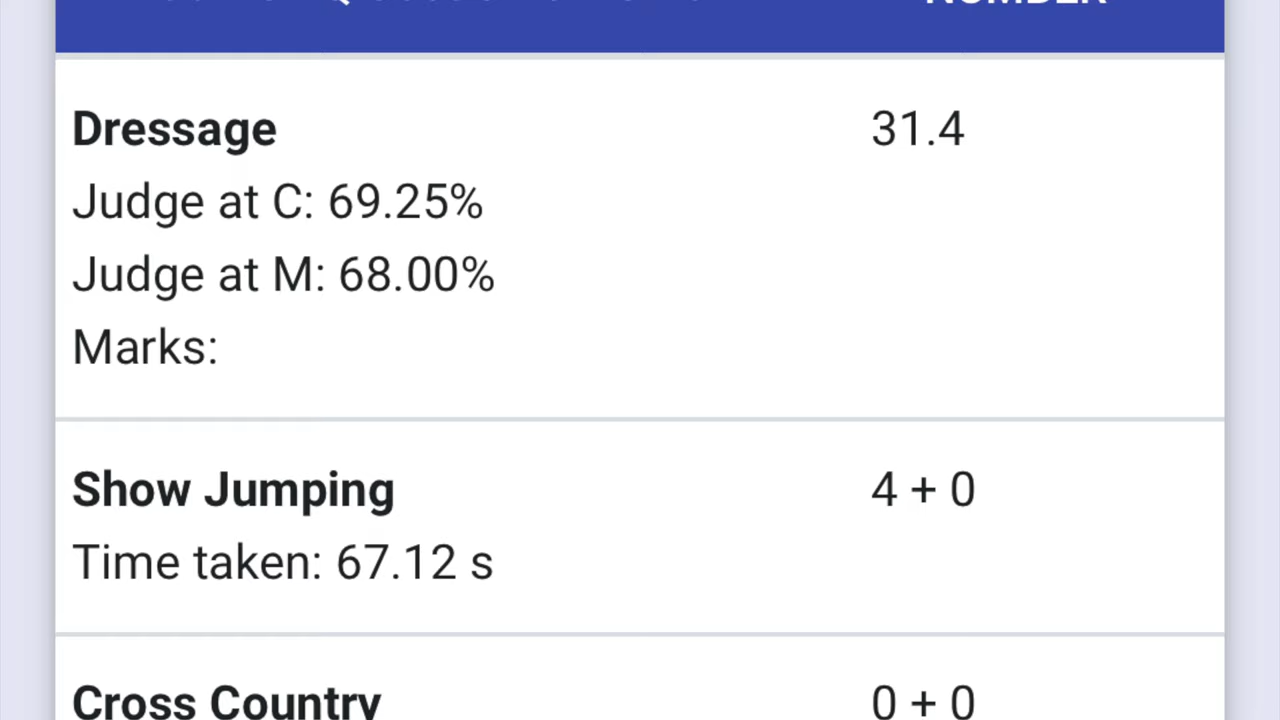 NUMBER
Dressage 31.4
Judge at C: 69.25%
Judge at M: 68.00%
Marks:
Show Jumping 4 + 0
Time taken: 67.12 s
Cross Country 0 + 0